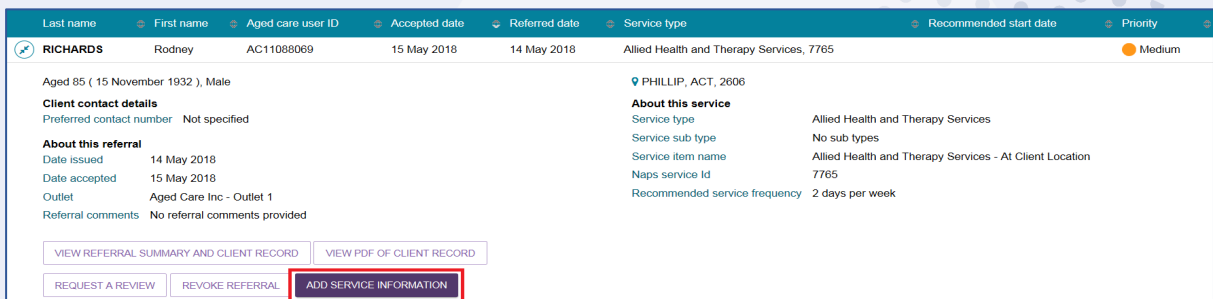 Last name First name Aged care user ID Accepted date Referred date Service type Recommended start date Priority
RICHARDS Rodney AC11088069 15 May 2018 14 May 2018 Allied Health and Therapy Services, 7765 Medium
Aged 85 ( 15 November 1932 ), Male
Client contact details
Preferred contact number Not specified
About this referral
Date issued 14 May 2018
Date accepted 15 May 2018
Outlet Aged Care Inc - Outlet 1
Referral comments No referral comments provided
PHILLIP, ACT, 2606
About this service
Service type Allied Health and Therapy Services
Service sub type No sub types
Service item name Allied Health and Therapy Services - At Client Location
Naps service Id 7765
Recommended service frequency 2 days per week
VIEW REFERRAL SUMMARY AND CLIENT RECORD VIEW PDF OF CLIENT RECORD
REQUEST A REVIEW REVOKE REFERRAL ADD SERVICE INFORMATION